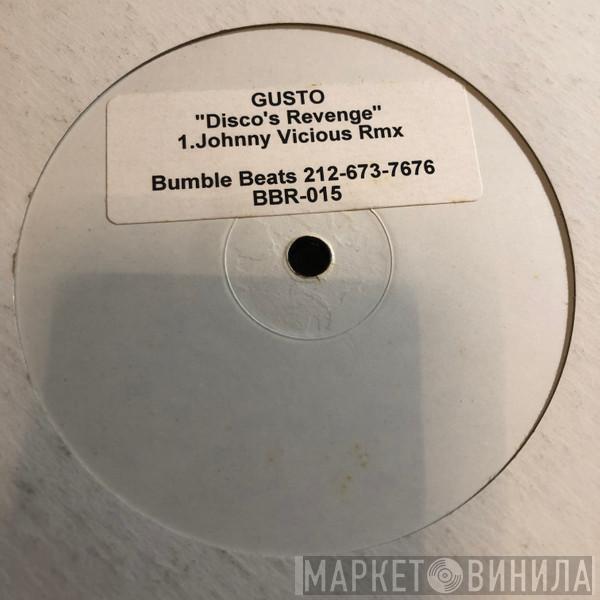 GUSTO
"Disco's Revenge"
1.Johnny Vicious Rmx
Bumble Beats 212-673-7676
BBR-015
МАРКЕТ ВИНИЛА